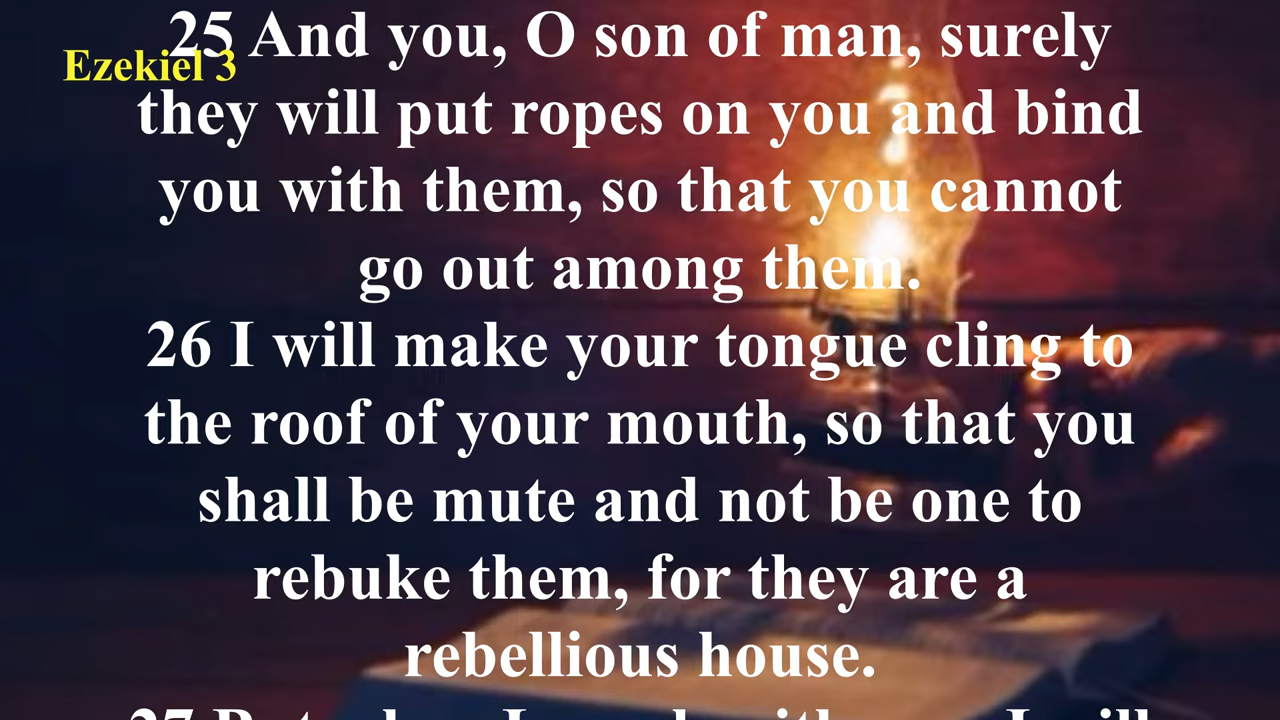 Ezekiel 3
25 And you, O son of man, surely
they will put ropes on you and bind
you with them, so that you cannot
go out among them.
26 I will make your tongue cling to
the roof of your mouth, so that you
shall be mute and not be one to
rebuke them, for they are a
rebellious house.
27